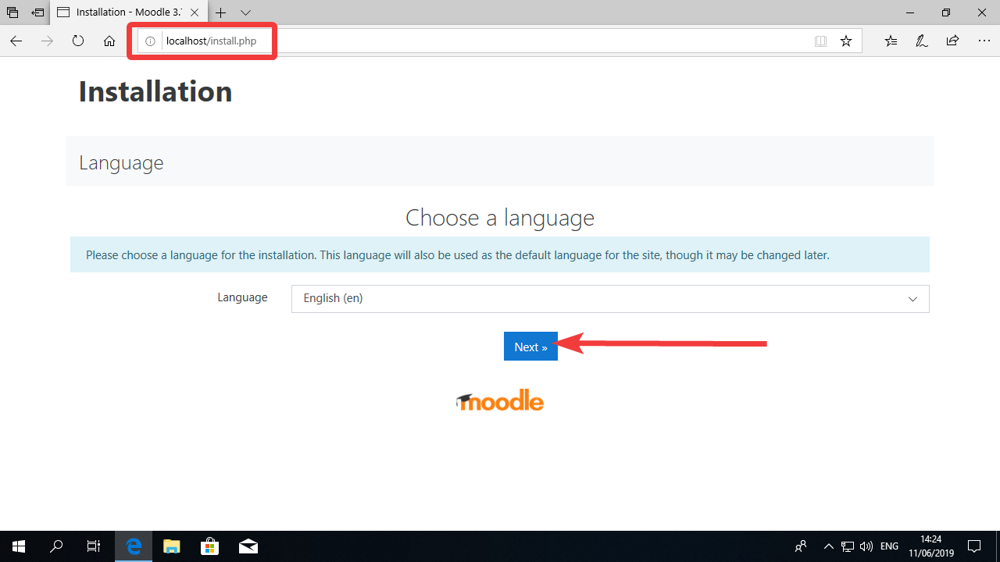 Installation - Moodle 3.
localhost/install.php
Installation
Language
Choose a language
Please choose a language for the installation. This language will also be used as the default language for the site, though it may be changed later.
Language English (en)
Next »
moodle
ENG
14:24
11/06/2019